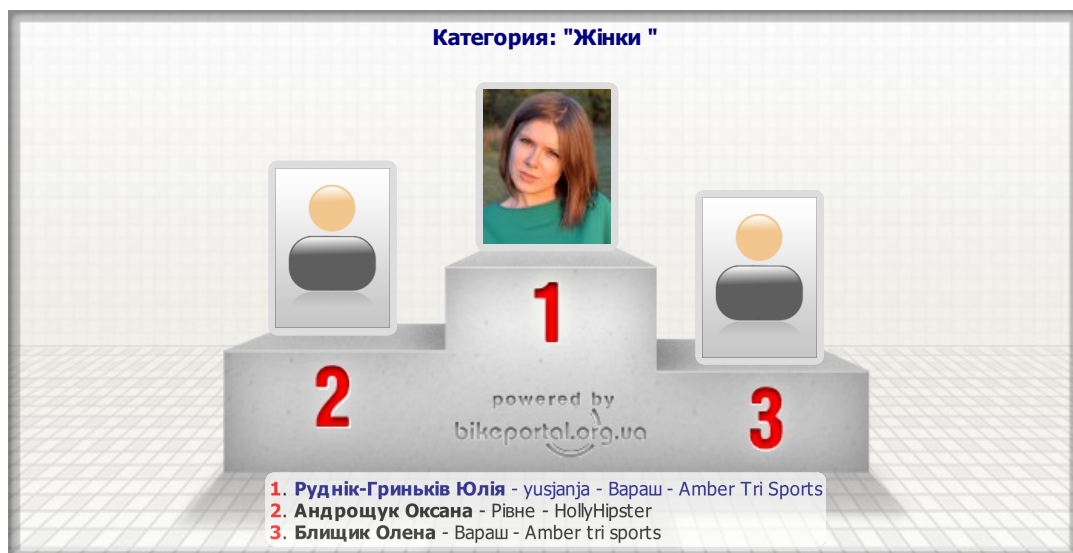 Категория: "Жінки "
1
2
3
powered by
bikeportal.org.ua
1. Руднік-Гриньків Юлія - yusjanja - Вараш - Amber Tri Sports
2. Андрощук Оксана - Рівне - HollyHipster
3. Блищик Олена - Вараш - Amber tri sports